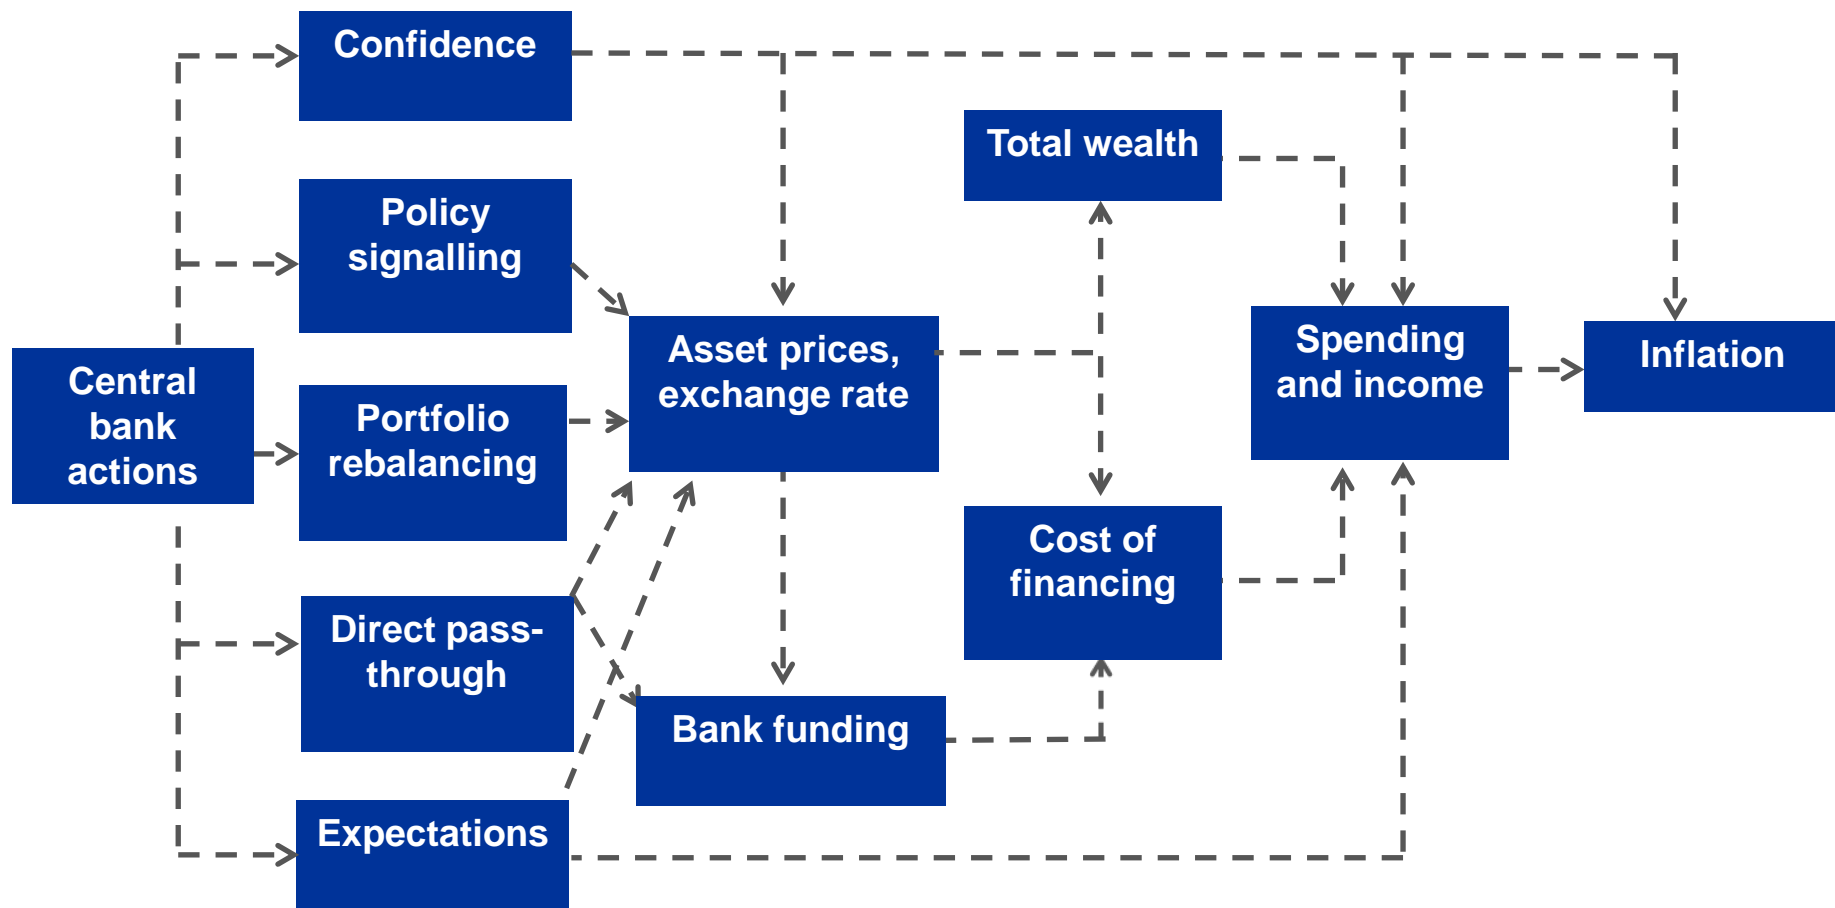 Confidence
Policy
signalling
Central
bank
actions
Portfolio
rebalancing
Direct pass-
through
Expectations
Asset prices,
exchange rate
Bank funding
Total wealth
Cost of
financing
Spending
and income
Inflation